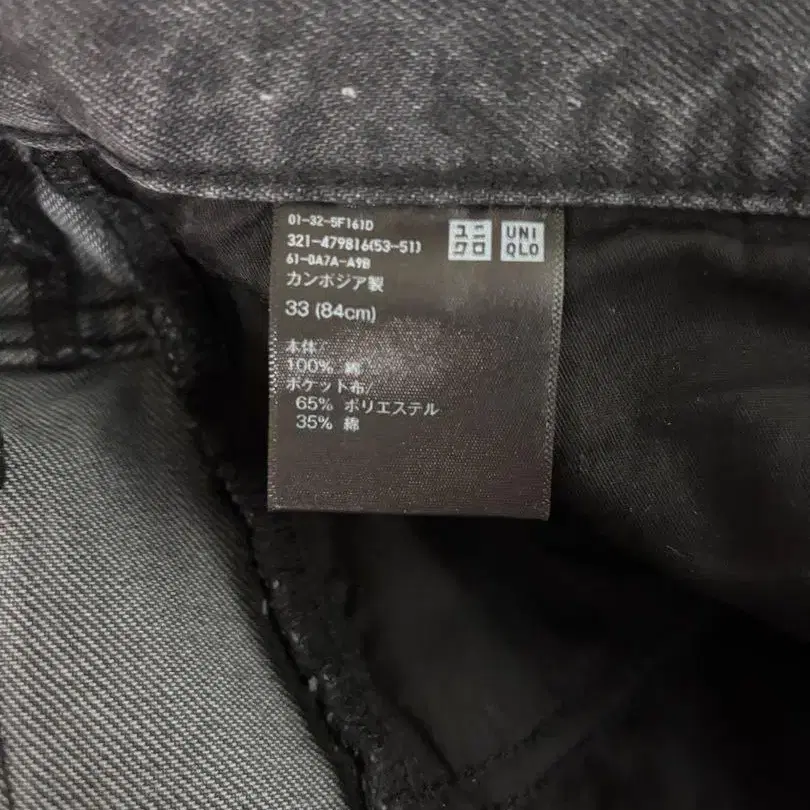 01-32-5F161D
321-479816(53-51)
61-0A7A-A9B
ユニ
クロ
UNI
QLO
カンボジア製
33 (84cm)
本体/
100% 綿
ポケット布/
65% ポリエステル
35% 綿